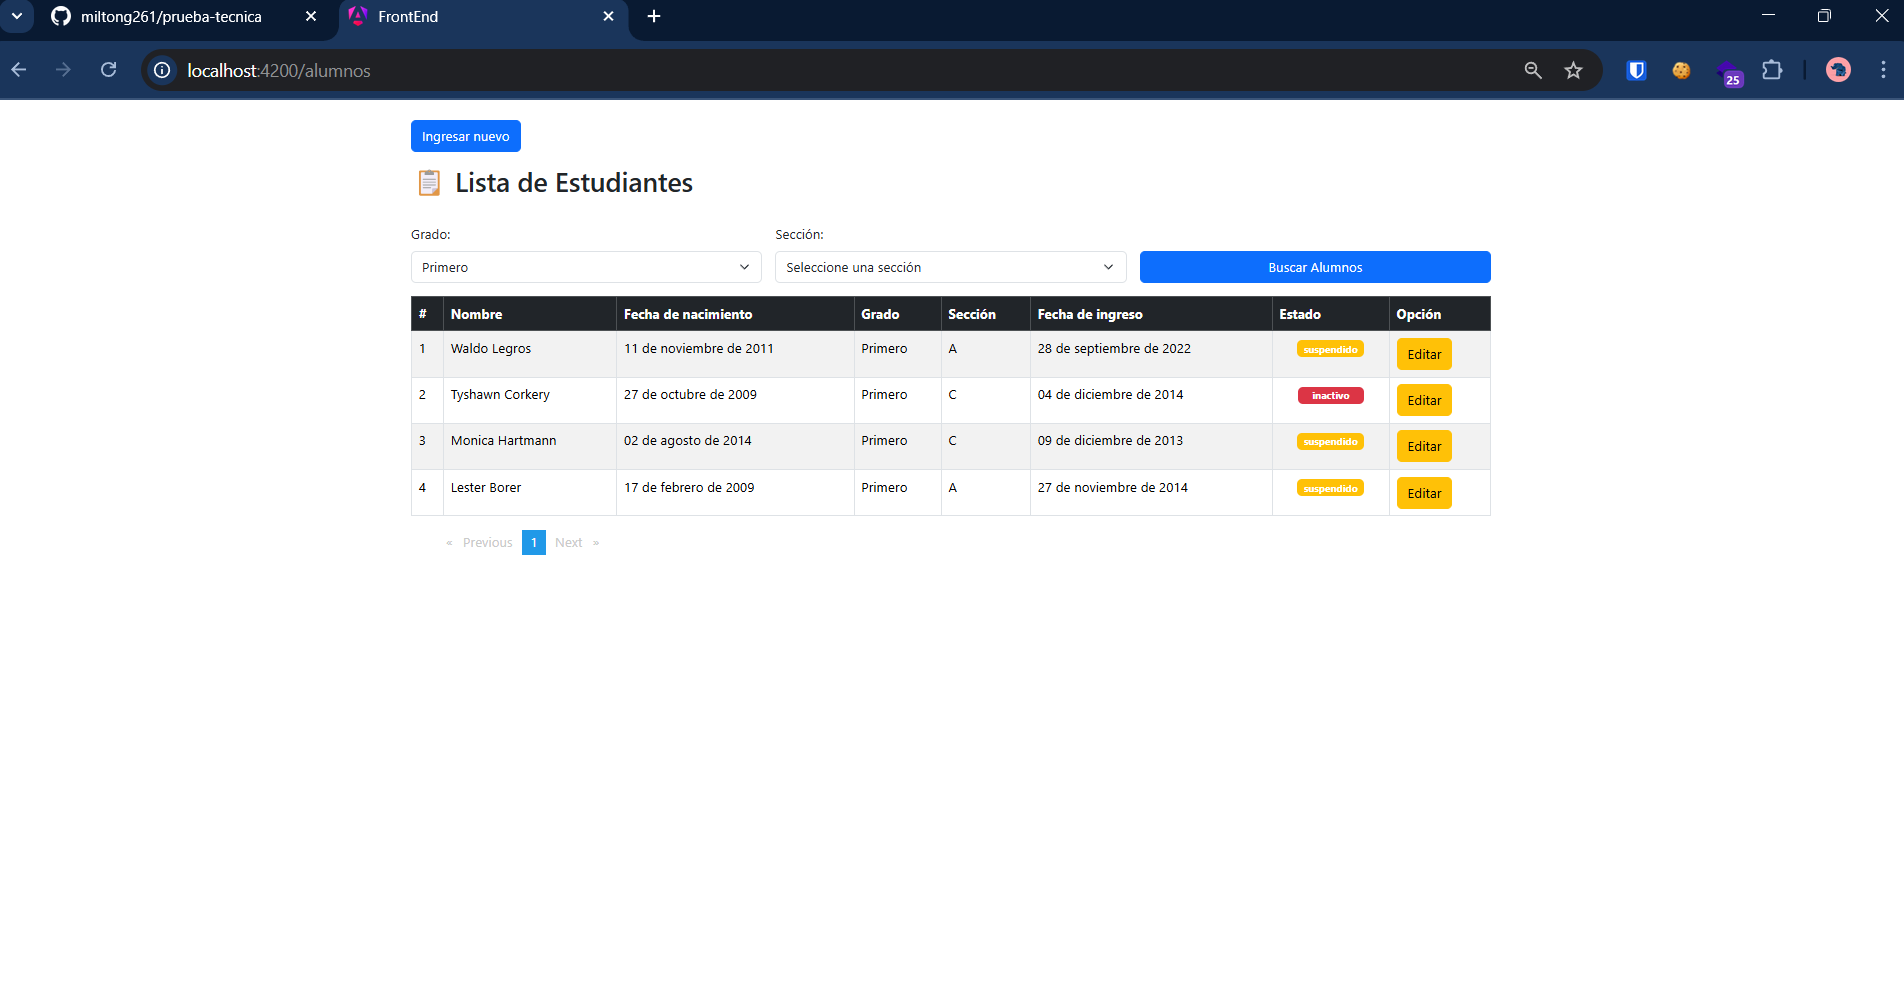 miltong261/prueba-tecnica
FrontEnd
localhost:4200/alumnos
25
Ingresar nuevo
📋 Lista de Estudiantes
Grado: Sección:
Primero Seleccione una sección Buscar Alumnos
# Nombre Fecha de nacimiento Grado Sección Fecha de ingreso Estado Opción
1 Waldo Legros 11 de noviembre de 2011 Primero A 28 de septiembre de 2022 suspendido Editar
2 Tyshawn Corkery 27 de octubre de 2009 Primero C 04 de diciembre de 2014 inactivo Editar
3 Monica Hartmann 02 de agosto de 2014 Primero C 09 de diciembre de 2013 suspendido Editar
4 Lester Borer 17 de febrero de 2009 Primero A 27 de noviembre de 2014 suspendido Editar
« Previous 1 Next »